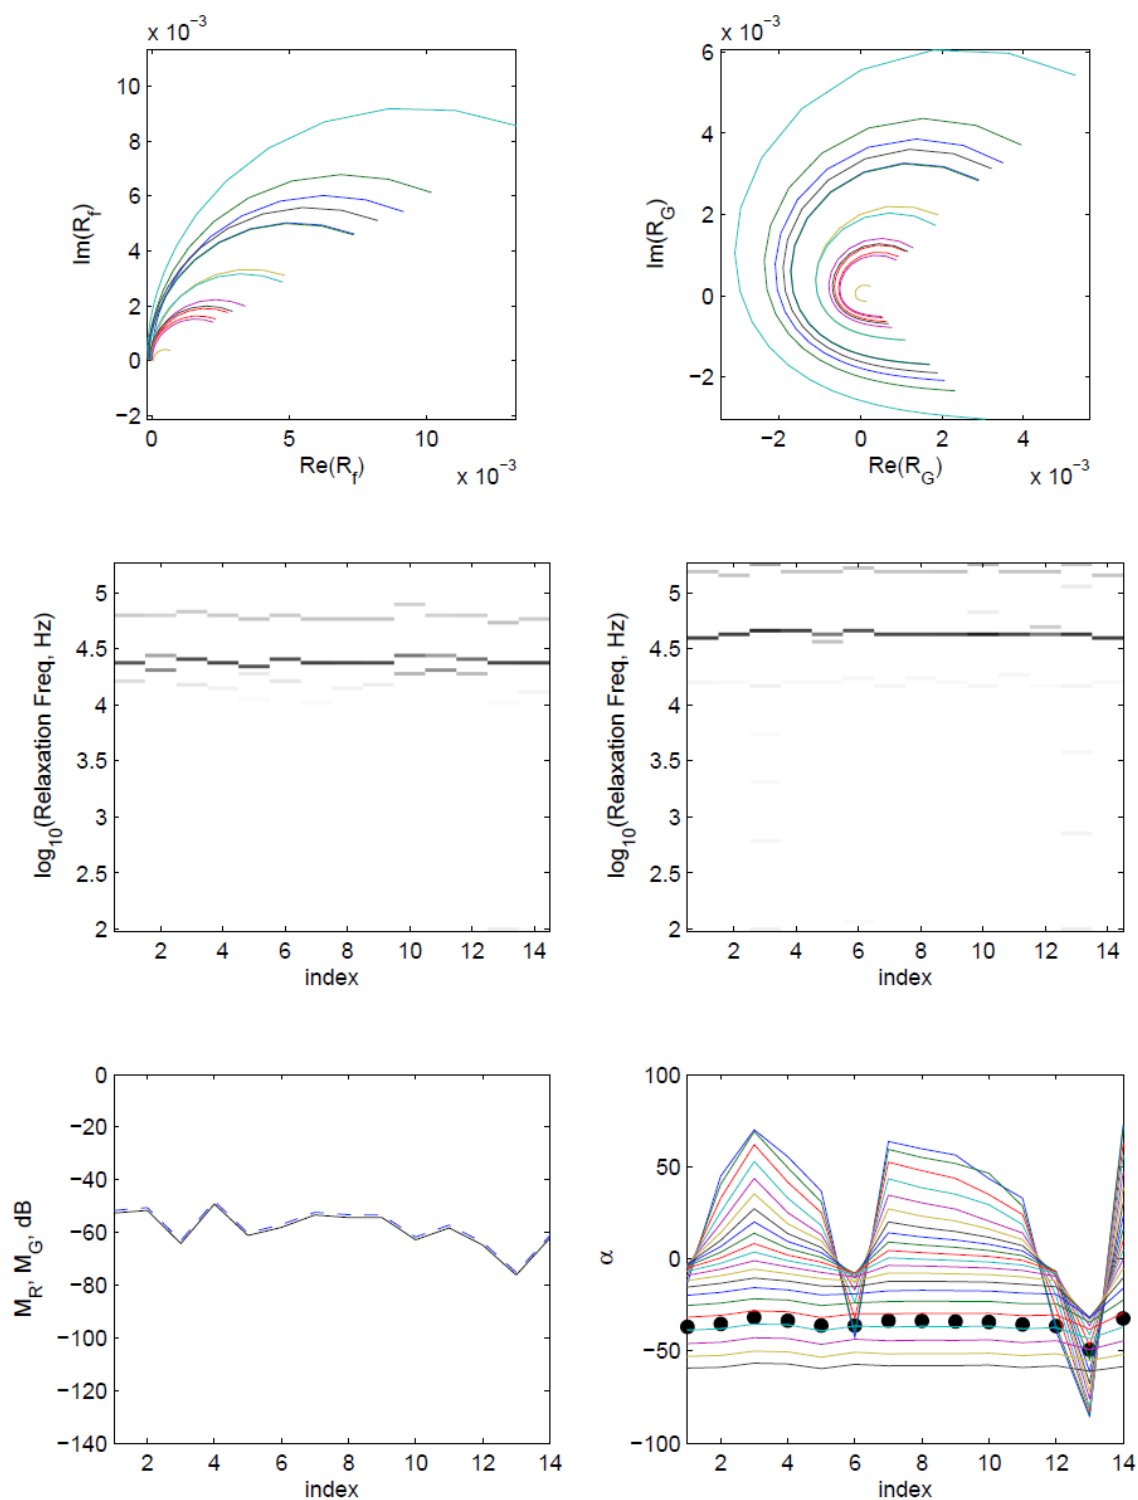 x 10⁻³
Im(R_f)
10
8
6
4
2
0
−2
0 5 10
Re(R_f)
x 10⁻³
x 10⁻³
Im(R_G)
6
4
2
0
−2
−2 0 2 4
Re(R_G)
x 10⁻³
log₁₀(Relaxation Freq, Hz)
5
4.5
4
3.5
3
2.5
2
2 4 6 8 10 12 14
index
log₁₀(Relaxation Freq, Hz)
5
4.5
4
3.5
3
2.5
2
2 4 6 8 10 12 14
index
M_R, M_G, dB
0
−20
−40
−60
−80
−100
−120
−140
2 4 6 8 10 12 14
index
α
100
50
0
−50
−100
2 4 6 8 10 12 14
index